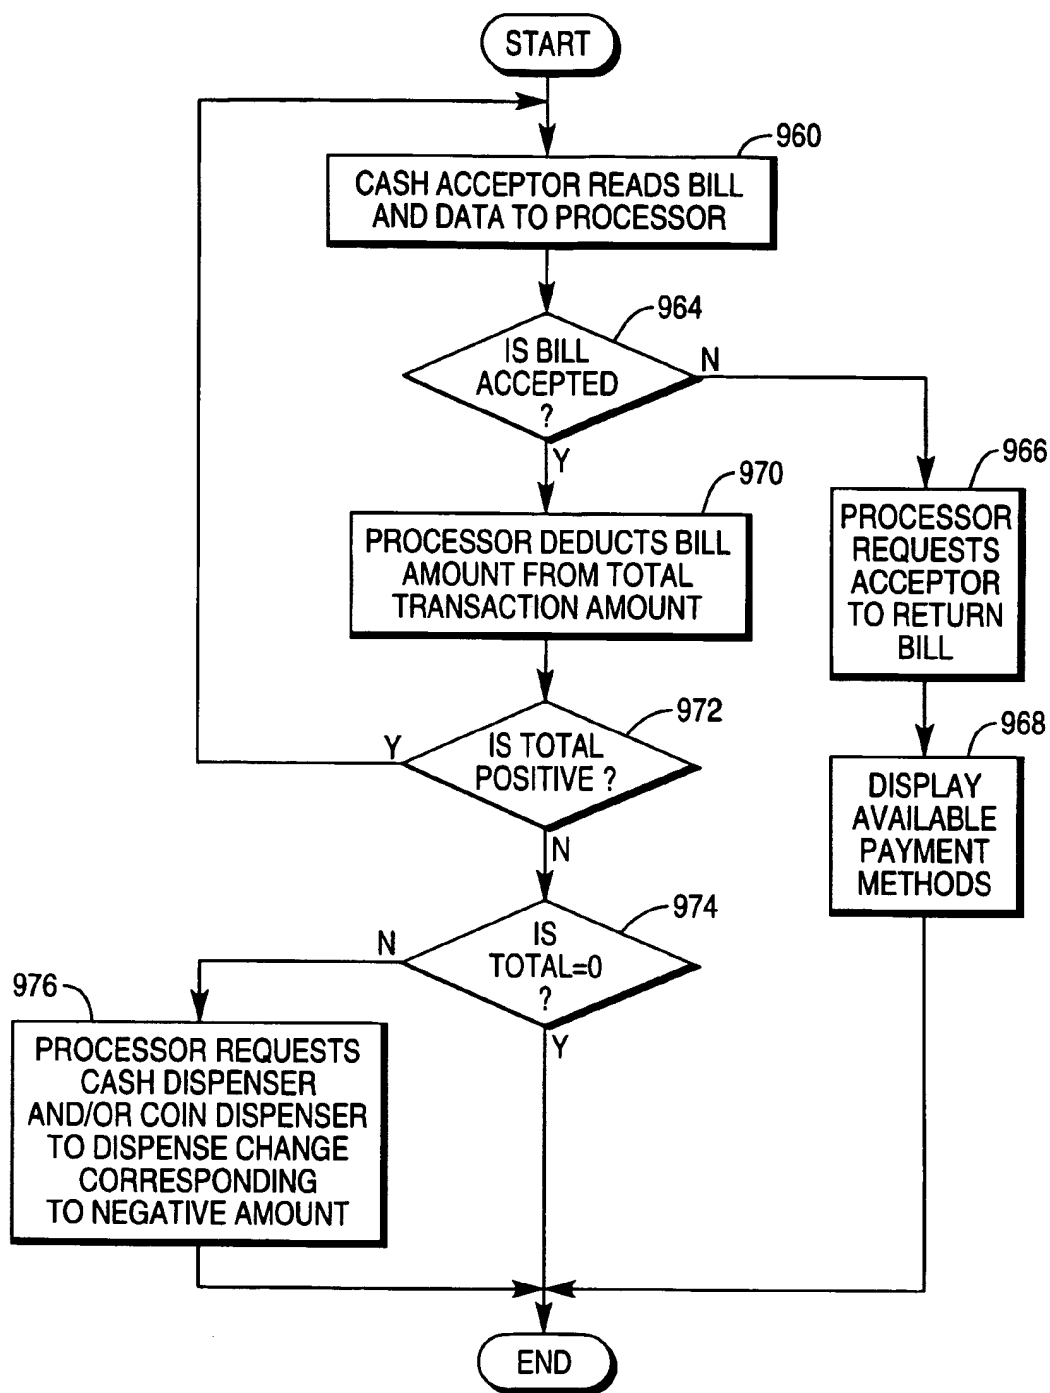 START
960
CASH ACCEPTOR READS BILL
AND DATA TO PROCESSOR
964
IS BILL
ACCEPTED
?
N
Y
970
PROCESSOR DEDUCTS BILL
AMOUNT FROM TOTAL
TRANSACTION AMOUNT
966
PROCESSOR
REQUESTS
ACCEPTOR
TO RETURN
BILL
972
IS TOTAL
POSITIVE ?
Y
N
968
DISPLAY
AVAILABLE
PAYMENT
METHODS
974
IS
TOTAL=0
?
N
Y
976
PROCESSOR REQUESTS
CASH DISPENSER
AND/OR COIN DISPENSER
TO DISPENSE CHANGE
CORRESPONDING
TO NEGATIVE AMOUNT
END